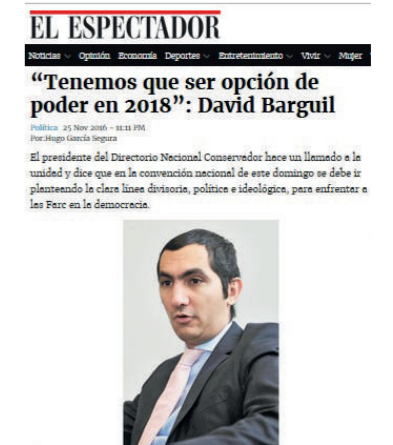 EL ESPECTADOR
Noticias Opinión Economía Deportes Entretenimiento Vivir Mujer
“Tenemos que ser opción de
poder en 2018”: David Barguil
Política 25 Nov 2016 - 11:11 PM
Por:Hugo García Segura
El presidente del Directorio Nacional Conservador hace un llamado a la
unidad y dice que en la convención nacional de este domingo se debe ir
planteando la clara línea divisoria, política e ideológica, para enfrentar a
las Farc en la democracia.